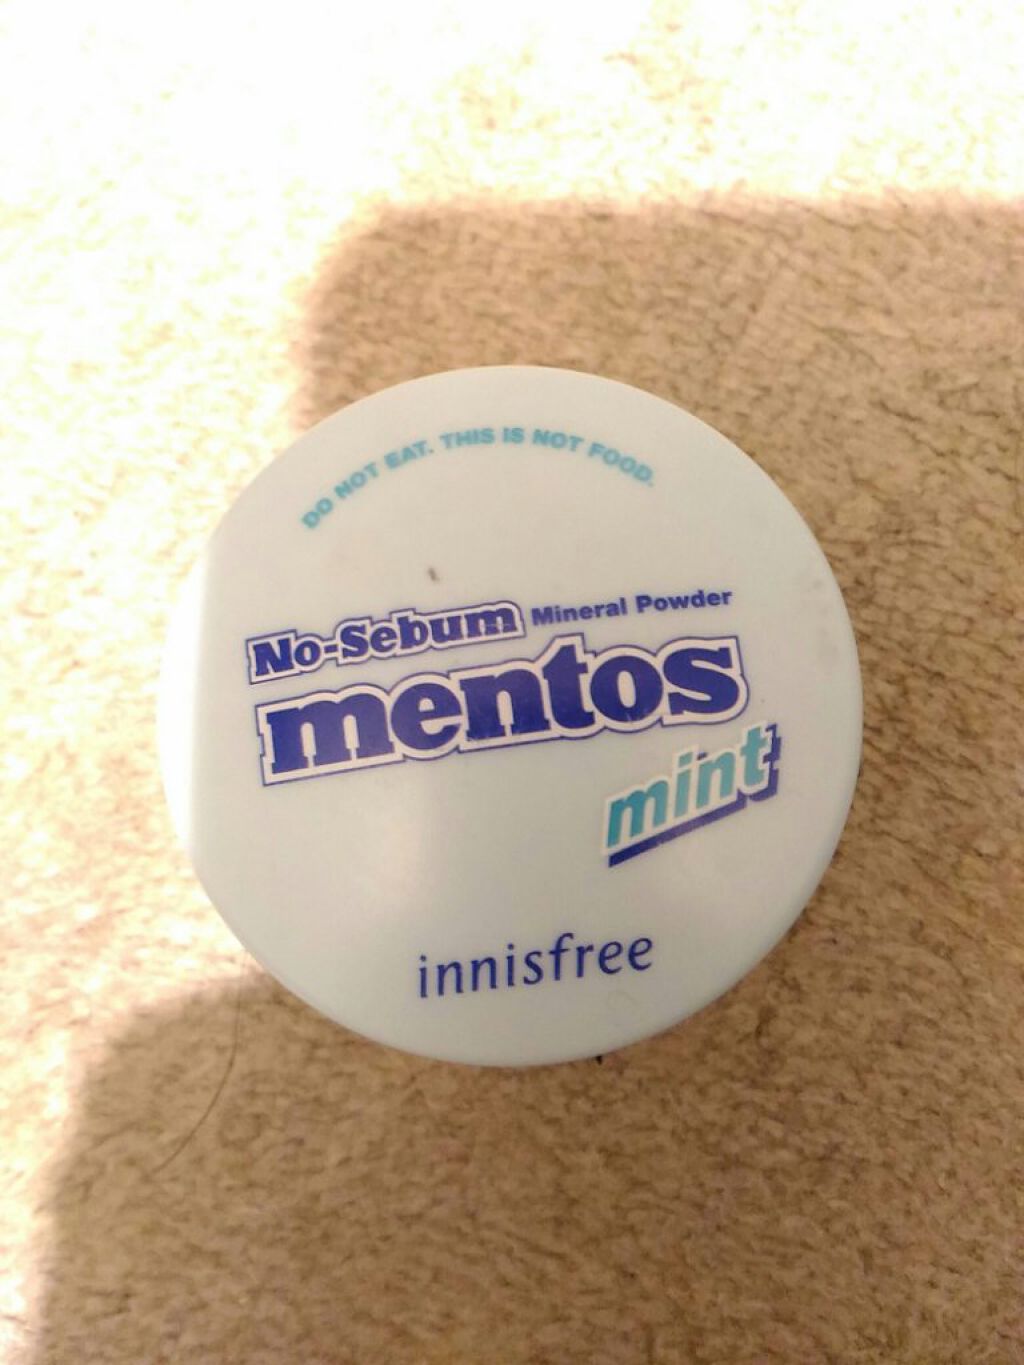 DO NOT EAT. THIS IS NOT FOOD.
No-Sebum Mineral Powder
mentos
mint
innisfree